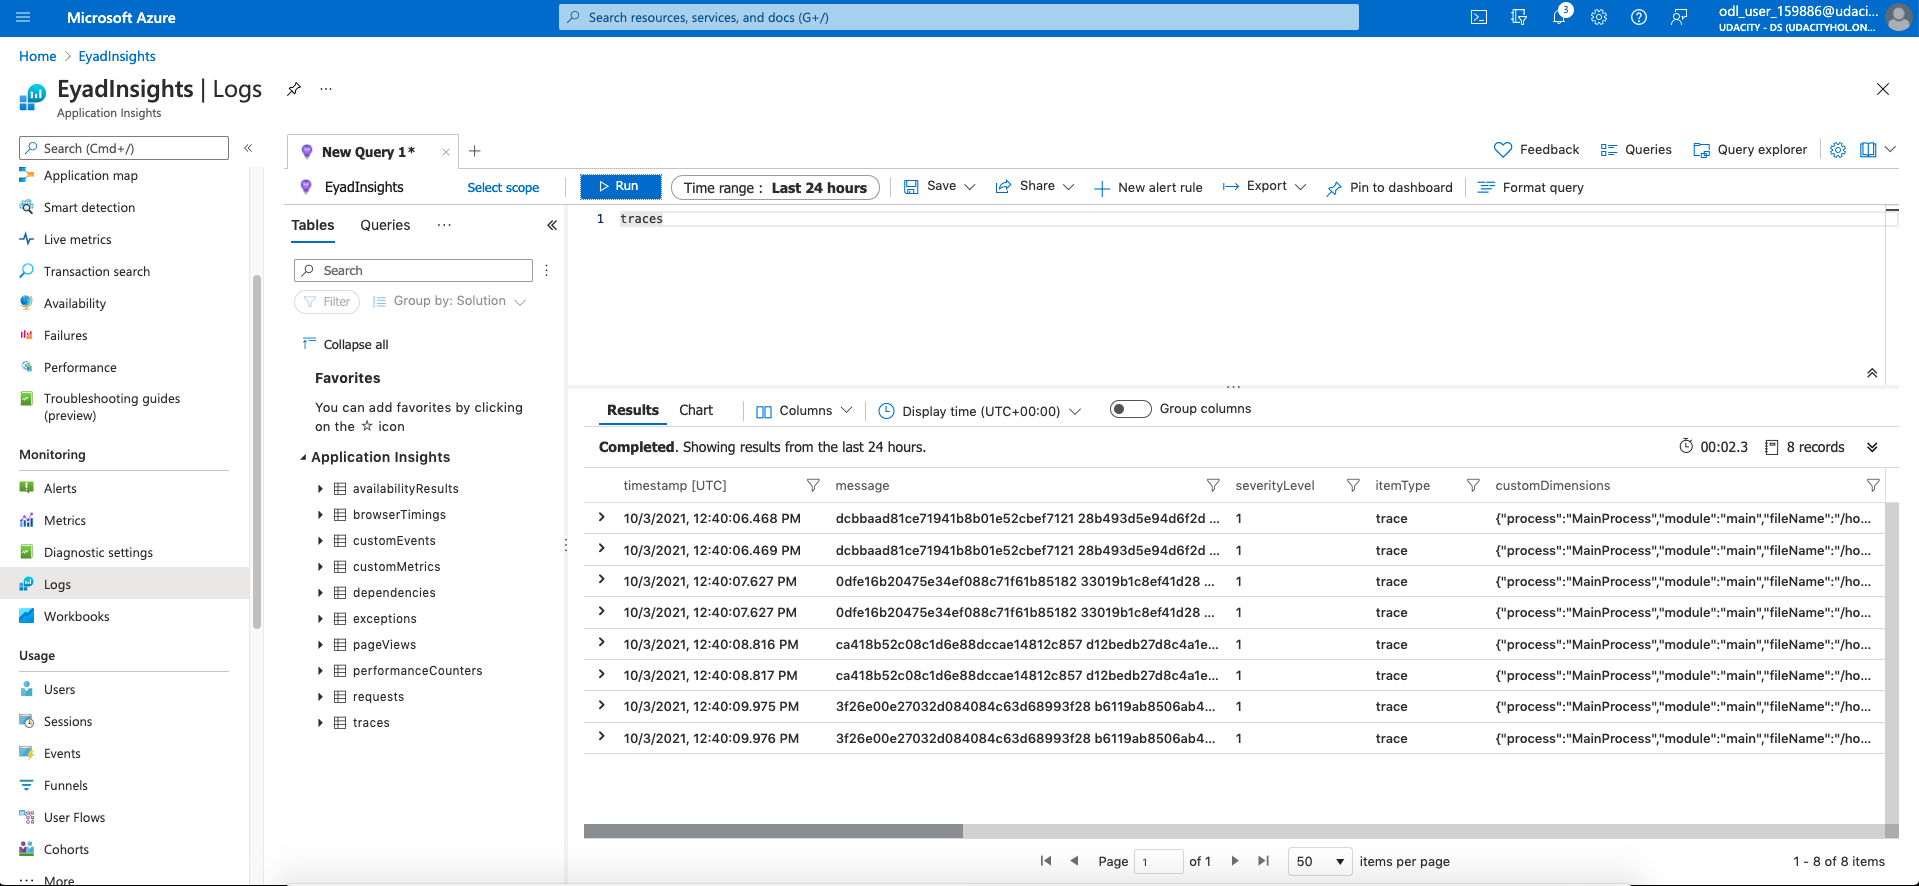 Microsoft Azure
Search resources, services, and docs (G+/)
3
odl_user_159886@udaci...
UDACITY - DS (UDACITYHOL.ON...
Home > EyadInsights
EyadInsights | Logs
...
Application Insights
Search (Cmd+/)
«
Application map
Smart detection
Live metrics
Transaction search
Availability
Failures
Performance
Troubleshooting guides
(preview)
Monitoring
Alerts
Metrics
Diagnostic settings
Logs
Workbooks
Usage
Users
Sessions
Events
Funnels
User Flows
Cohorts
... More
New Query 1*
Feedback
Queries
Query explorer
EyadInsights
Select scope
Run
Time range : Last 24 hours
Save
Share
New alert rule
Export
Pin to dashboard
Format query
Tables
Queries
...
«
Search
Filter
Group by: Solution
Collapse all
Favorites
You can add favorites by clicking
on the ☆ icon
Application Insights
availabilityResults
browserTimings
customEvents
customMetrics
dependencies
exceptions
pageViews
performanceCounters
requests
traces
1 traces
Results
Chart
Columns
Display time (UTC+00:00)
Group columns
Completed. Showing results from the last 24 hours.
00:02.3
8 records
timestamp [UTC] message severityLevel itemType customDimensions
10/3/2021, 12:40:06.468 PM dcbbaad81ce71941b8b01e52cbef7121 28b493d5e94d6f2d ... 1 trace {"process":"MainProcess","module":"main","fileName":"/ho...
10/3/2021, 12:40:06.469 PM dcbbaad81ce71941b8b01e52cbef7121 28b493d5e94d6f2d ... 1 trace {"process":"MainProcess","module":"main","fileName":"/ho...
10/3/2021, 12:40:07.627 PM 0dfe16b20475e34ef088c71f61b85182 33019b1c8ef41d28 ... 1 trace {"process":"MainProcess","module":"main","fileName":"/ho...
10/3/2021, 12:40:07.627 PM 0dfe16b20475e34ef088c71f61b85182 33019b1c8ef41d28 ... 1 trace {"process":"MainProcess","module":"main","fileName":"/ho...
10/3/2021, 12:40:08.816 PM ca418b52c08c1d6e88dccae14812c857 d12bedb27d8c4a1e... 1 trace {"process":"MainProcess","module":"main","fileName":"/ho...
10/3/2021, 12:40:08.817 PM ca418b52c08c1d6e88dccae14812c857 d12bedb27d8c4a1e... 1 trace {"process":"MainProcess","module":"main","fileName":"/ho...
10/3/2021, 12:40:09.975 PM 3f26e00e27032d084084c63d68993f28 b6119ab8506ab4... 1 trace {"process":"MainProcess","module":"main","fileName":"/ho...
10/3/2021, 12:40:09.976 PM 3f26e00e27032d084084c63d68993f28 b6119ab8506ab4... 1 trace {"process":"MainProcess","module":"main","fileName":"/ho...
Page 1 of 1
50 items per page
1 - 8 of 8 items